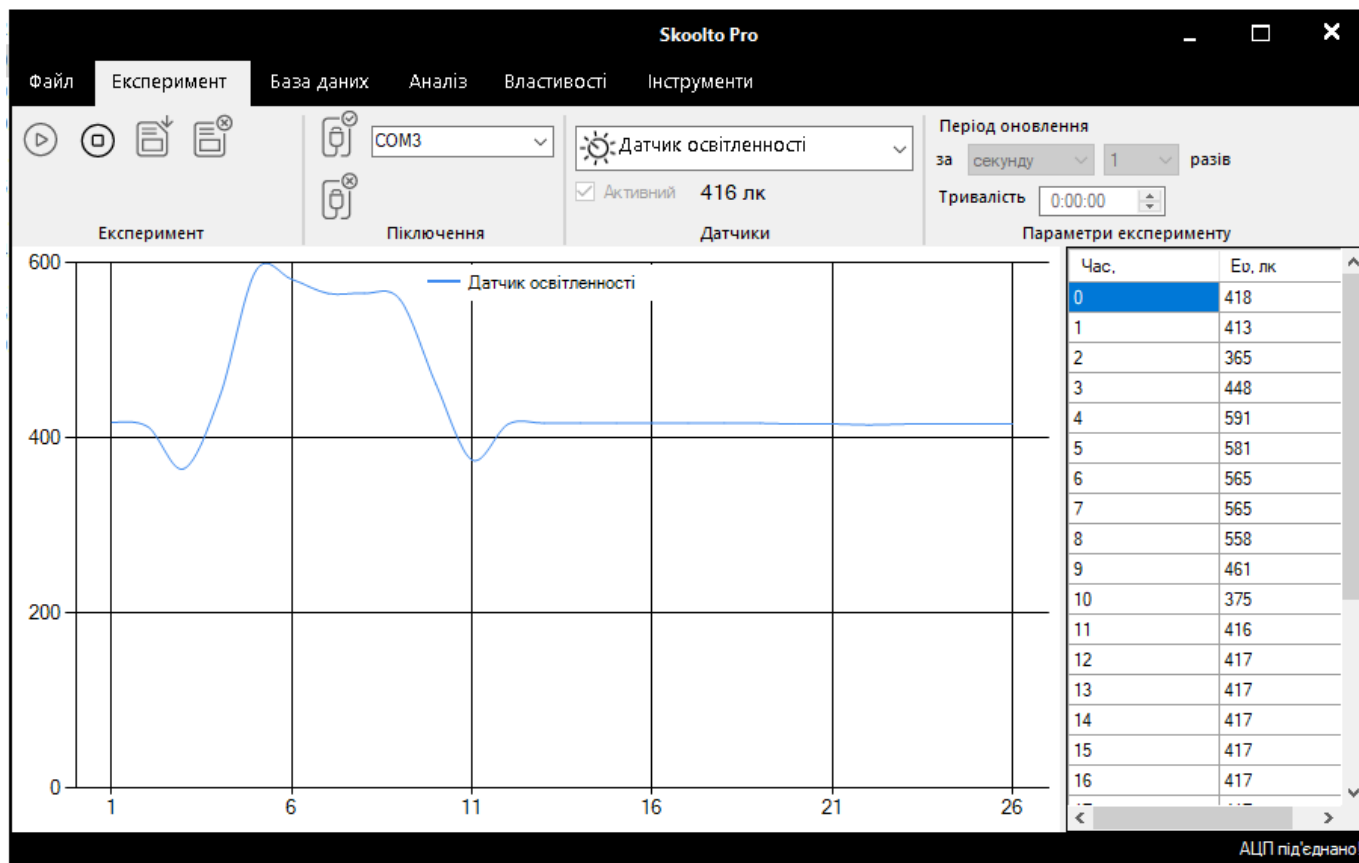 Skoolto Pro
Файл Експеримент База даних Аналіз Властивості Інструменти
COM3
Датчик освітленності
Активний 416 лк
Період оновлення
за секунду 1 разів
Тривалість 0:00:00
Експеримент Піключення Датчики Параметри експерименту
Датчик освітленності
600
400
200
0
1 6 11 16 21 26
Час, Ev, лк
0 418
1 413
2 365
3 448
4 591
5 581
6 565
7 565
8 558
9 461
10 375
11 416
12 417
13 417
14 417
15 417
16 417
АЦП під'єднано